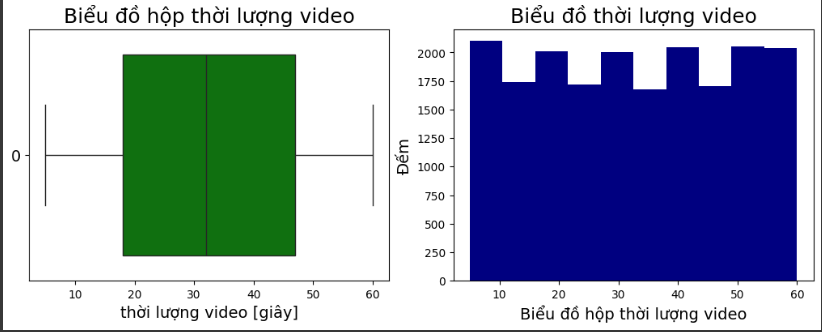 Biểu đồ hộp thời lượng video
0
10 20 30 40 50 60
thời lượng video [giây]
Biểu đồ thời lượng video
2000
1750
1500
1250
1000
750
500
250
0
Đếm
10 20 30 40 50 60
Biểu đồ hộp thời lượng video